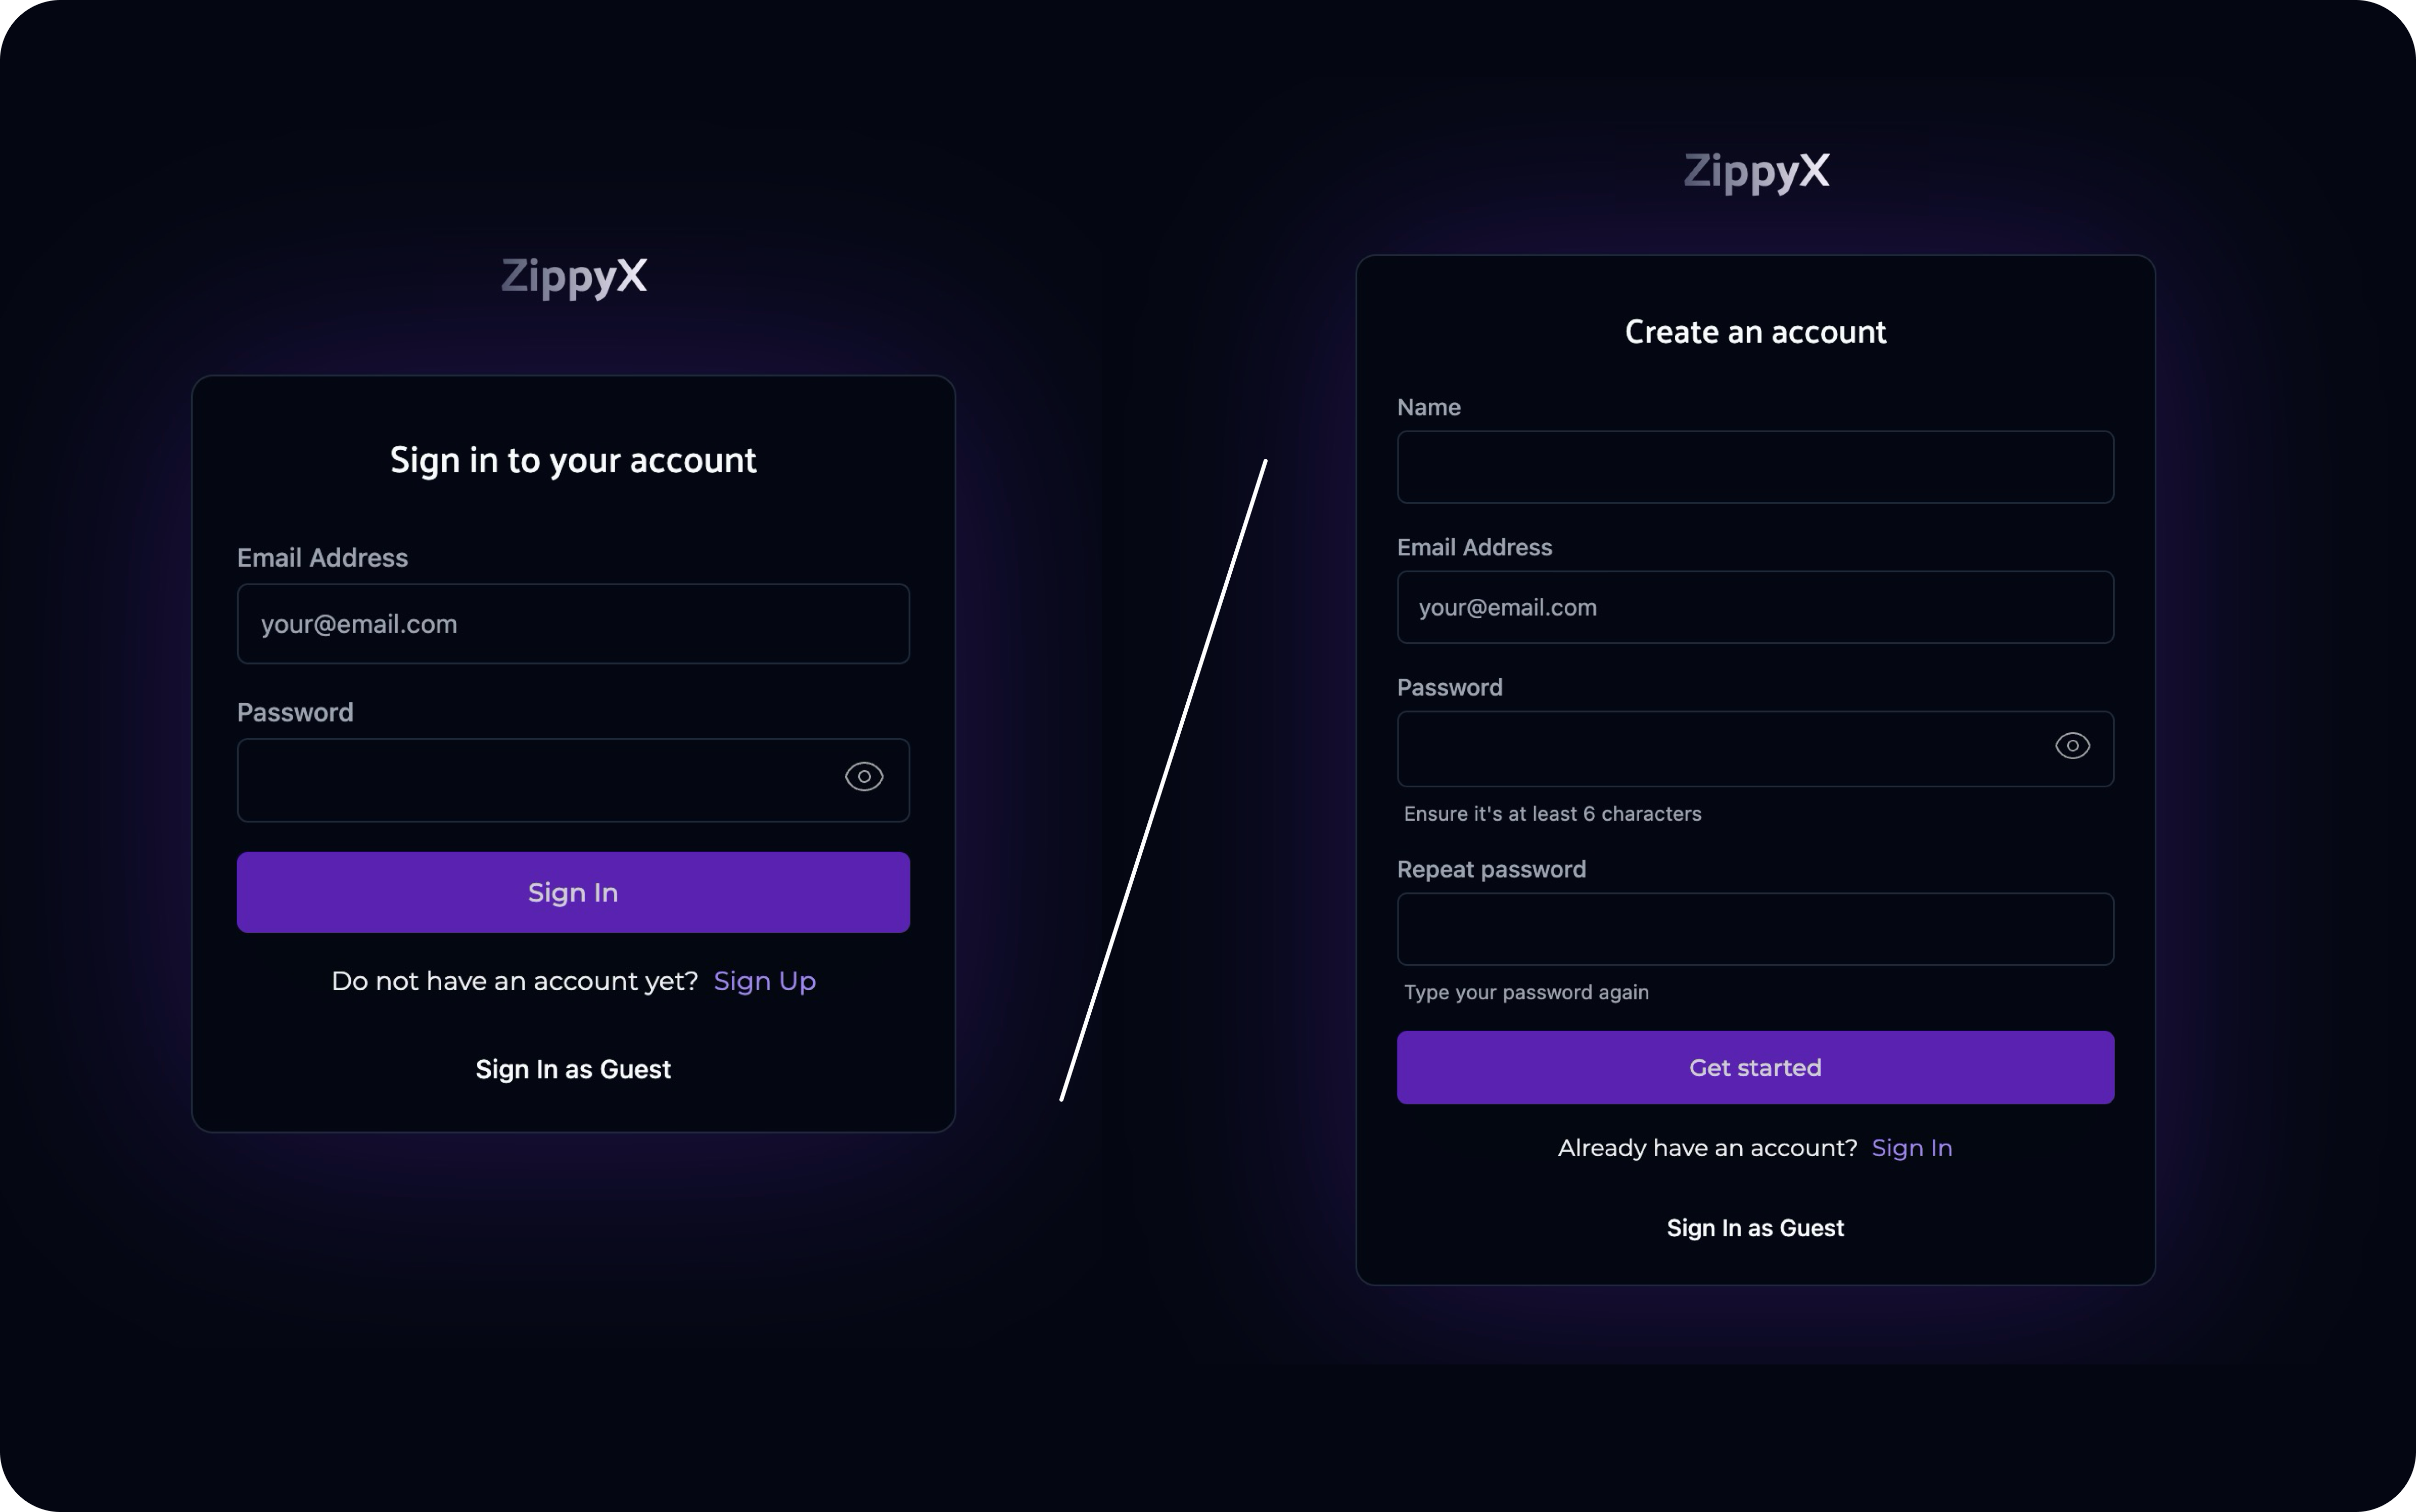 ZippyX
Sign in to your account
Email Address
your@email.com
Password
Sign In
Do not have an account yet? Sign Up
Sign In as Guest
ZippyX
Create an account
Name
Email Address
your@email.com
Password
Ensure it's at least 6 characters
Repeat password
Type your password again
Get started
Already have an account? Sign In
Sign In as Guest